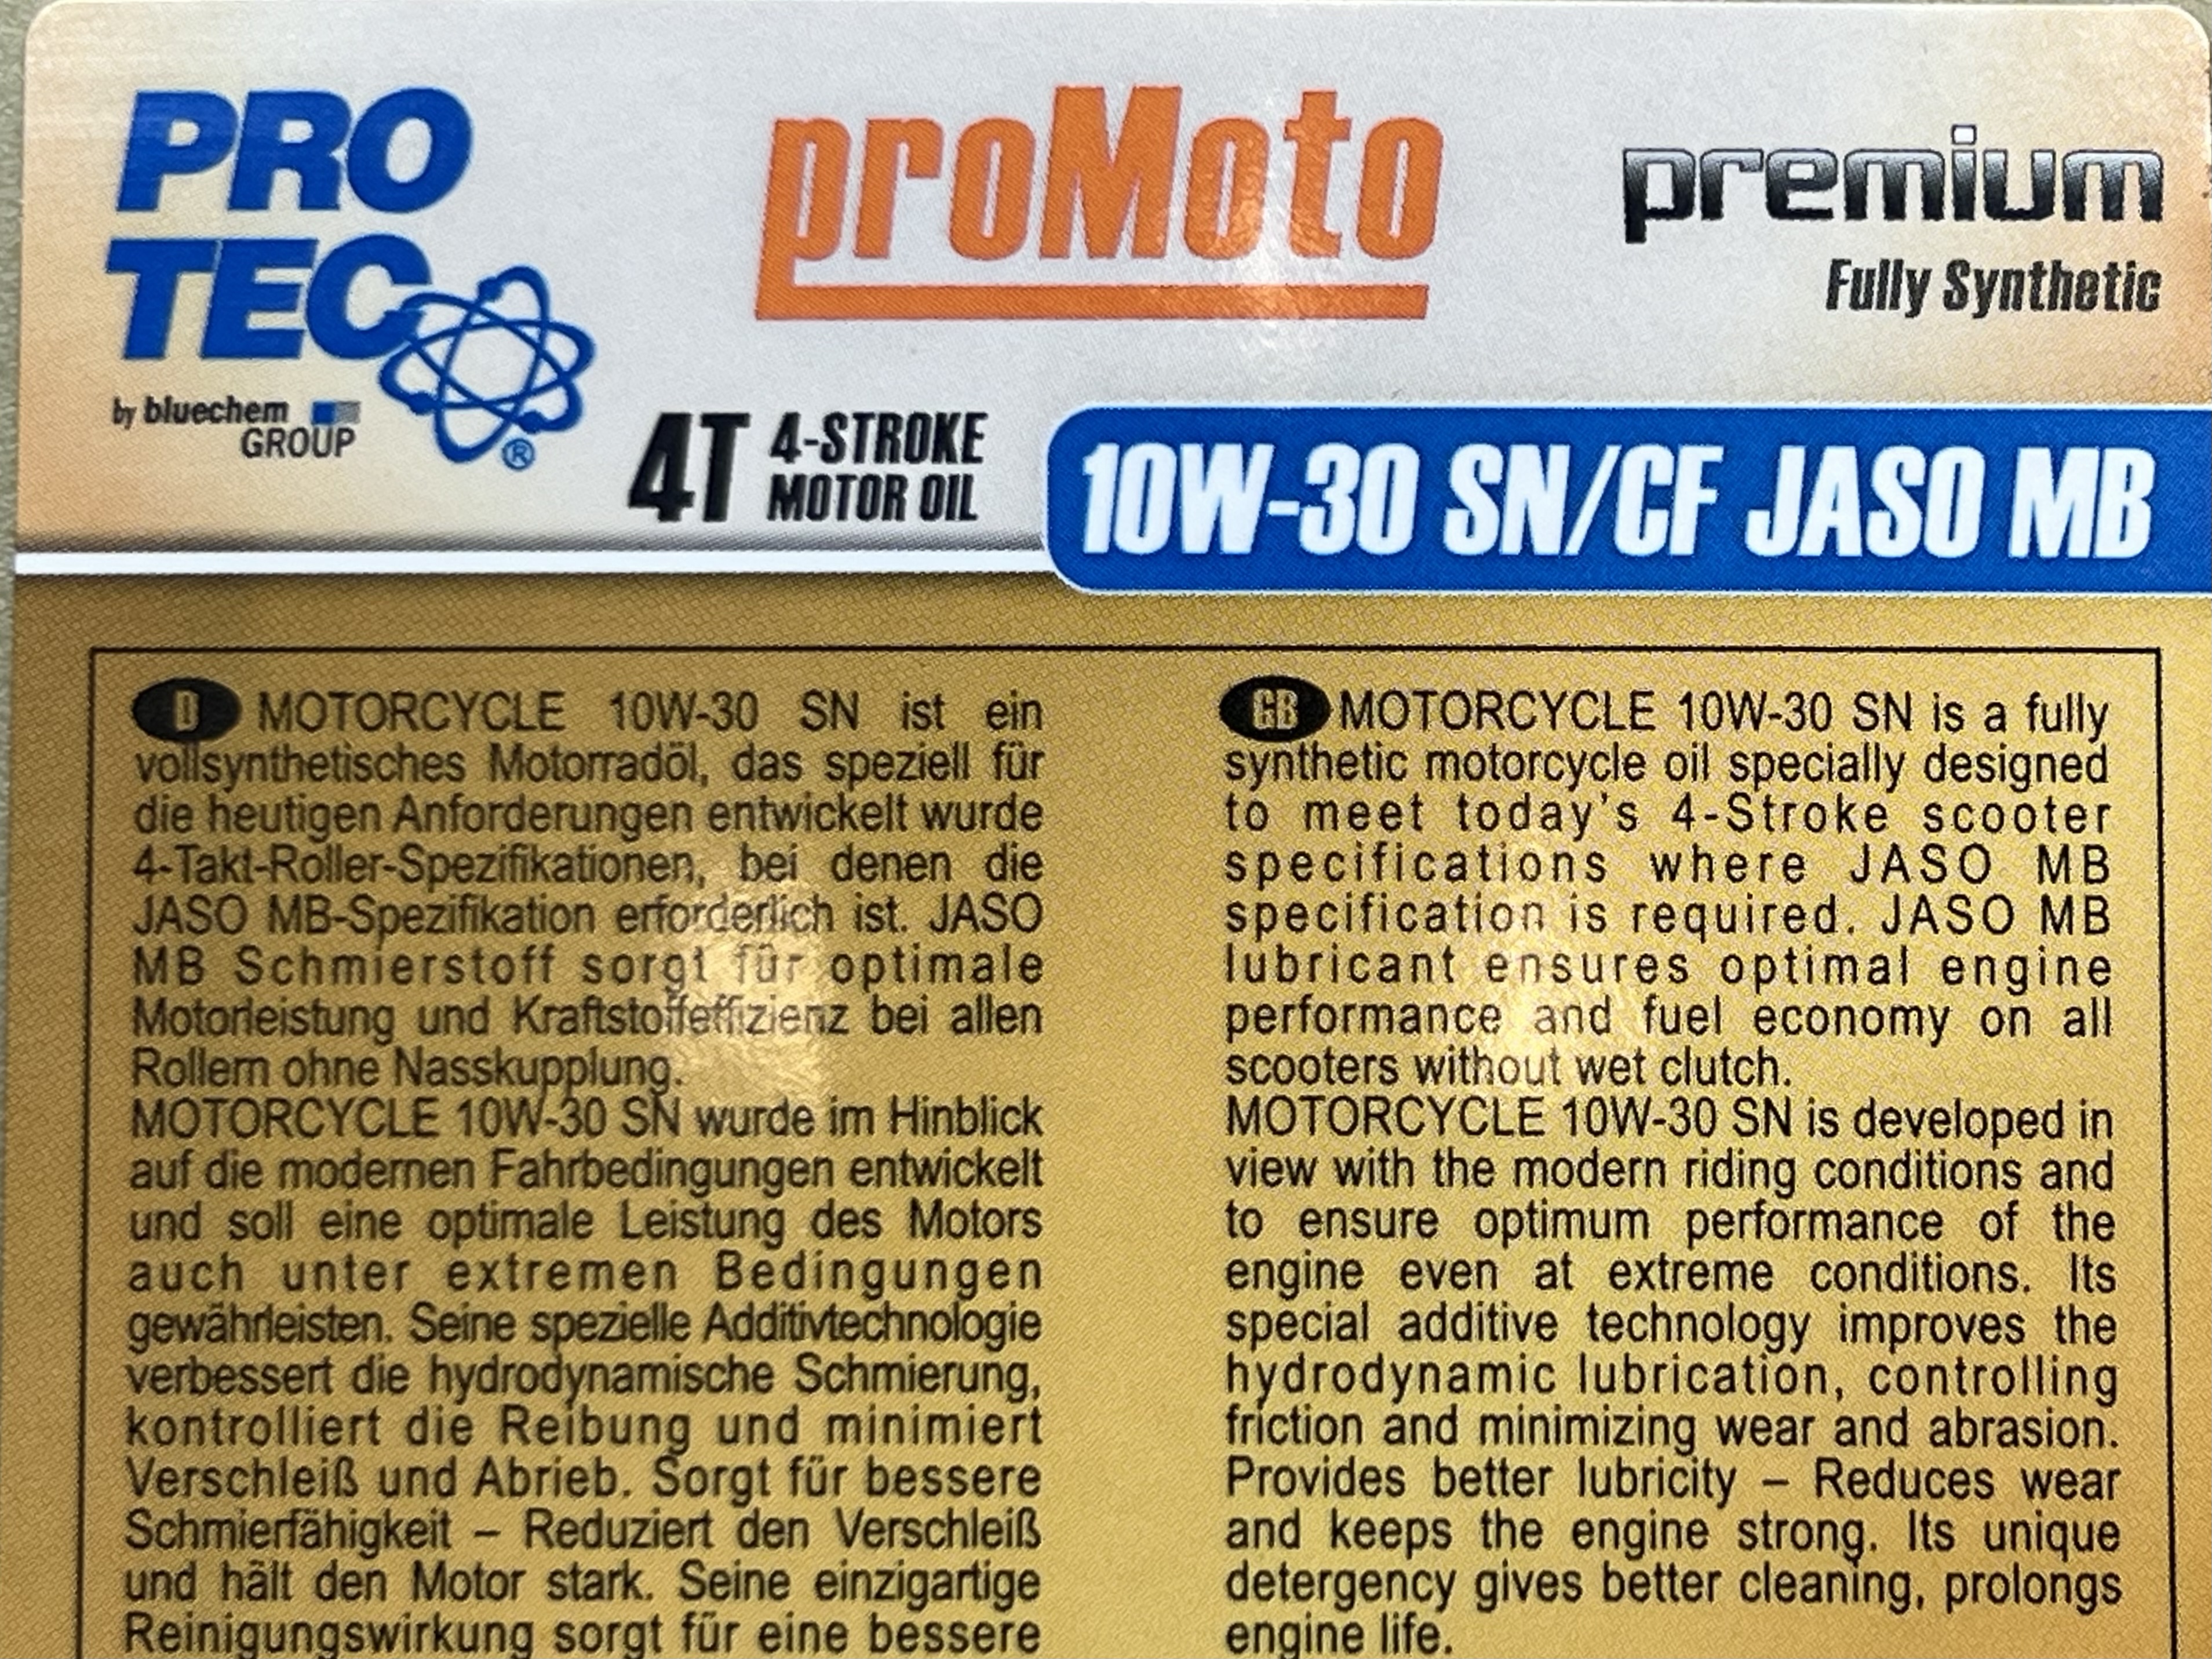 PRO
TEC
by bluechem
GROUP
®
proMoto
premium
Fully Synthetic
4T 4-STROKE
MOTOR OIL
10W-30 SN/CF JASO MB
D MOTORCYCLE 10W-30 SN ist ein
vollsynthetisches Motorradöl, das speziell für
die heutigen Anforderungen entwickelt wurde
4-Takt-Roller-Spezifikationen, bei denen die
JASO MB-Spezifikation erforderlich ist. JASO
MB Schmierstoff sorgt für optimale
Motorleistung und Kraftstoffeffizienz bei allen
Rollern ohne Nasskupplung.
MOTORCYCLE 10W-30 SN wurde im Hinblick
auf die modernen Fahrbedingungen entwickelt
und soll eine optimale Leistung des Motors
auch unter extremen Bedingungen
gewährleisten. Seine spezielle Additivtechnologie
verbessert die hydrodynamische Schmierung,
kontrolliert die Reibung und minimiert
Verschleiß und Abrieb. Sorgt für bessere
Schmierfähigkeit – Reduziert den Verschleiß
und hält den Motor stark. Seine einzigartige
Reinigungswirkung sorgt für eine bessere
GB MOTORCYCLE 10W-30 SN is a fully
synthetic motorcycle oil specially designed
to meet today's 4-Stroke scooter
specifications where JASO MB
specification is required. JASO MB
lubricant ensures optimal engine
performance and fuel economy on all
scooters without wet clutch.
MOTORCYCLE 10W-30 SN is developed in
view with the modern riding conditions and
to ensure optimum performance of the
engine even at extreme conditions. Its
special additive technology improves the
hydrodynamic lubrication, controlling
friction and minimizing wear and abrasion.
Provides better lubricity – Reduces wear
and keeps the engine strong. Its unique
detergency gives better cleaning, prolongs
engine life.